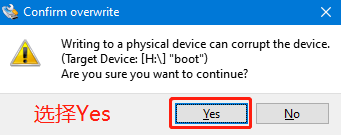 Confirm overwrite
Writing to a physical device can corrupt the device.
(Target Device: [H:\] "boot")
Are you sure you want to continue?
选择Yes
Yes
No